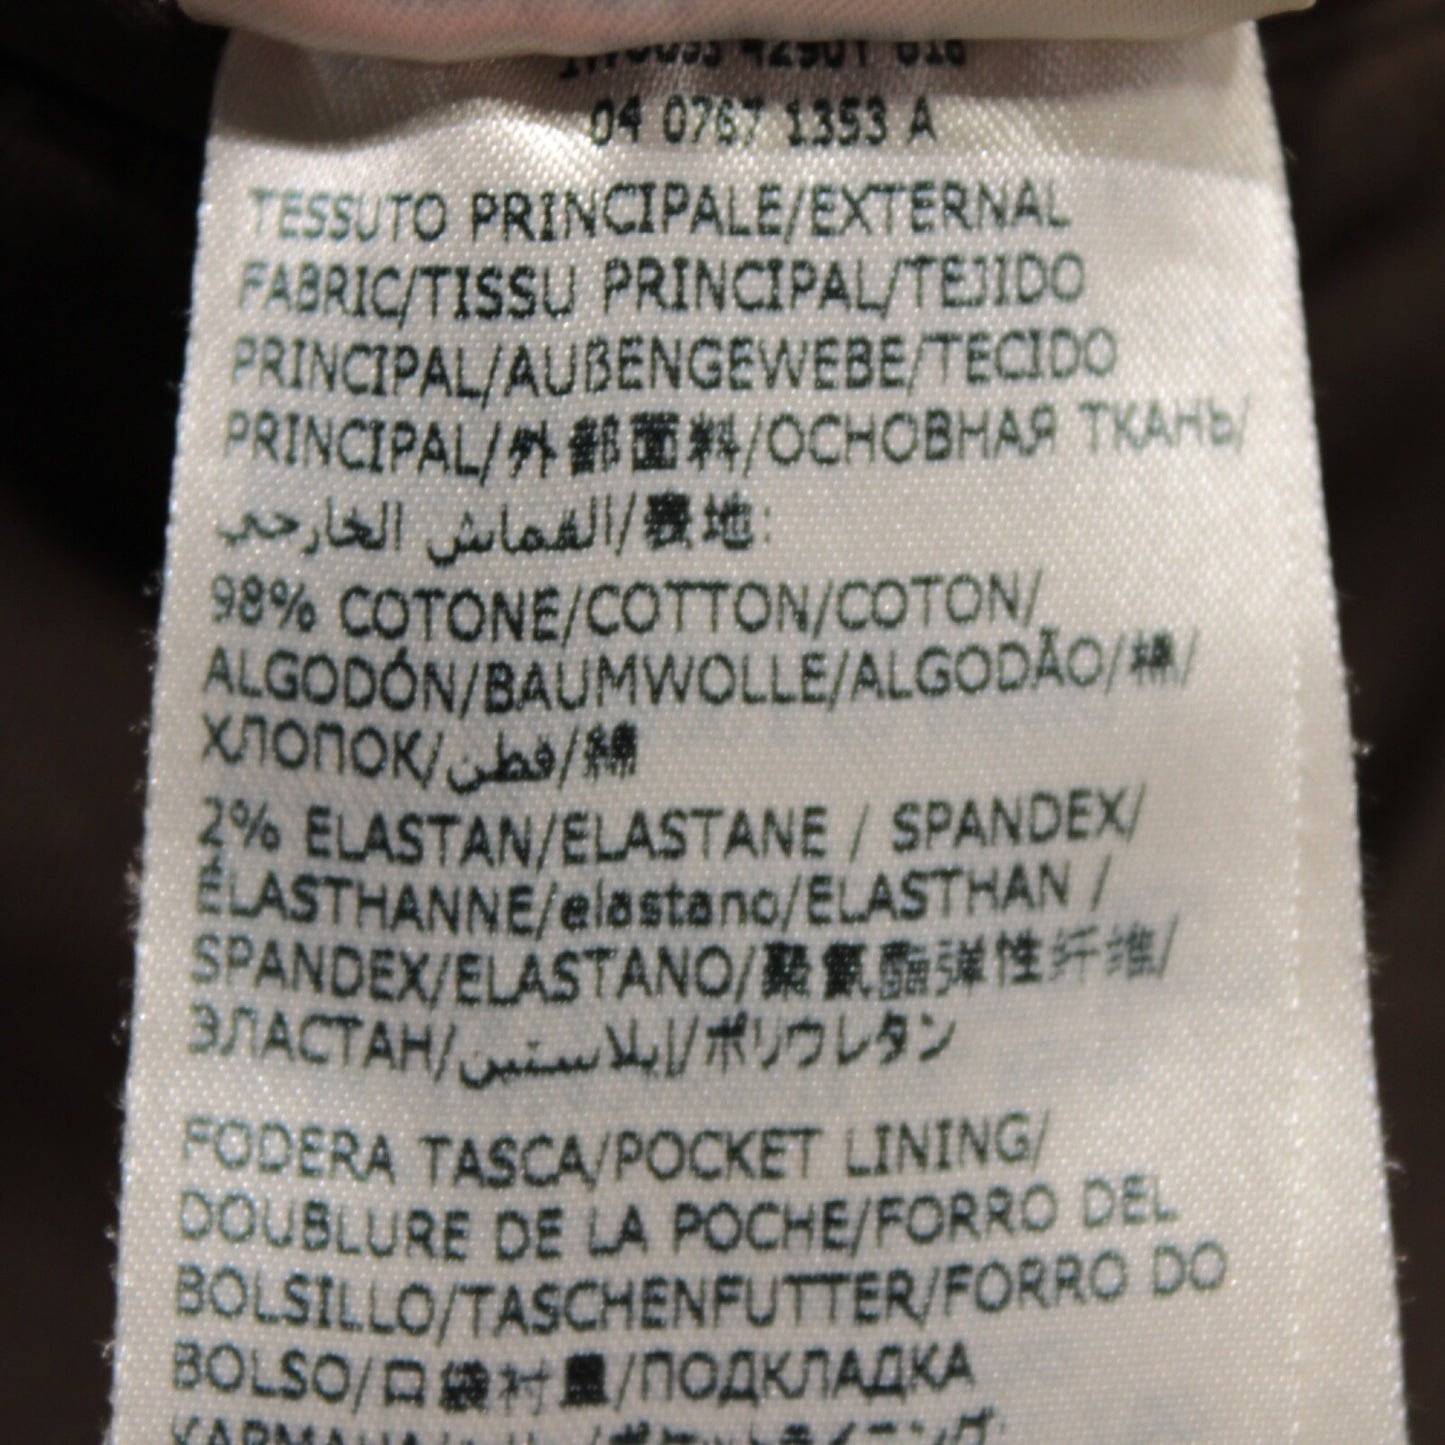 04 0767 1353 A
TESSUTO PRINCIPALE/EXTERNAL
FABRIC/TISSU PRINCIPAL/TEJIDO
PRINCIPAL/AUßENGEWEBE/TECIDO
PRINCIPAL/外部面料/ОСНОВНАЯ ТКАНЬ/
القماش الخارجي/表地:
98% COTONE/COTTON/COTON/
ALGODÓN/BAUMWOLLE/ALGODÃO/棉/
ХЛОПОК/قطن/綿
2% ELASTAN/ELASTANE / SPANDEX/
ÉLASTHANNE/elastano/ELASTHAN /
SPANDEX/ELASTANO/聚氨酯弹性纤维/
ЭЛАСТАН/إيلاستين/ポリウレタン
FODERA TASCA/POCKET LINING/
DOUBLURE DE LA POCHE/FORRO DEL
BOLSILLO/TASCHENFUTTER/FORRO DO
BOLSO/口袋衬里/ПОДКЛАДКА